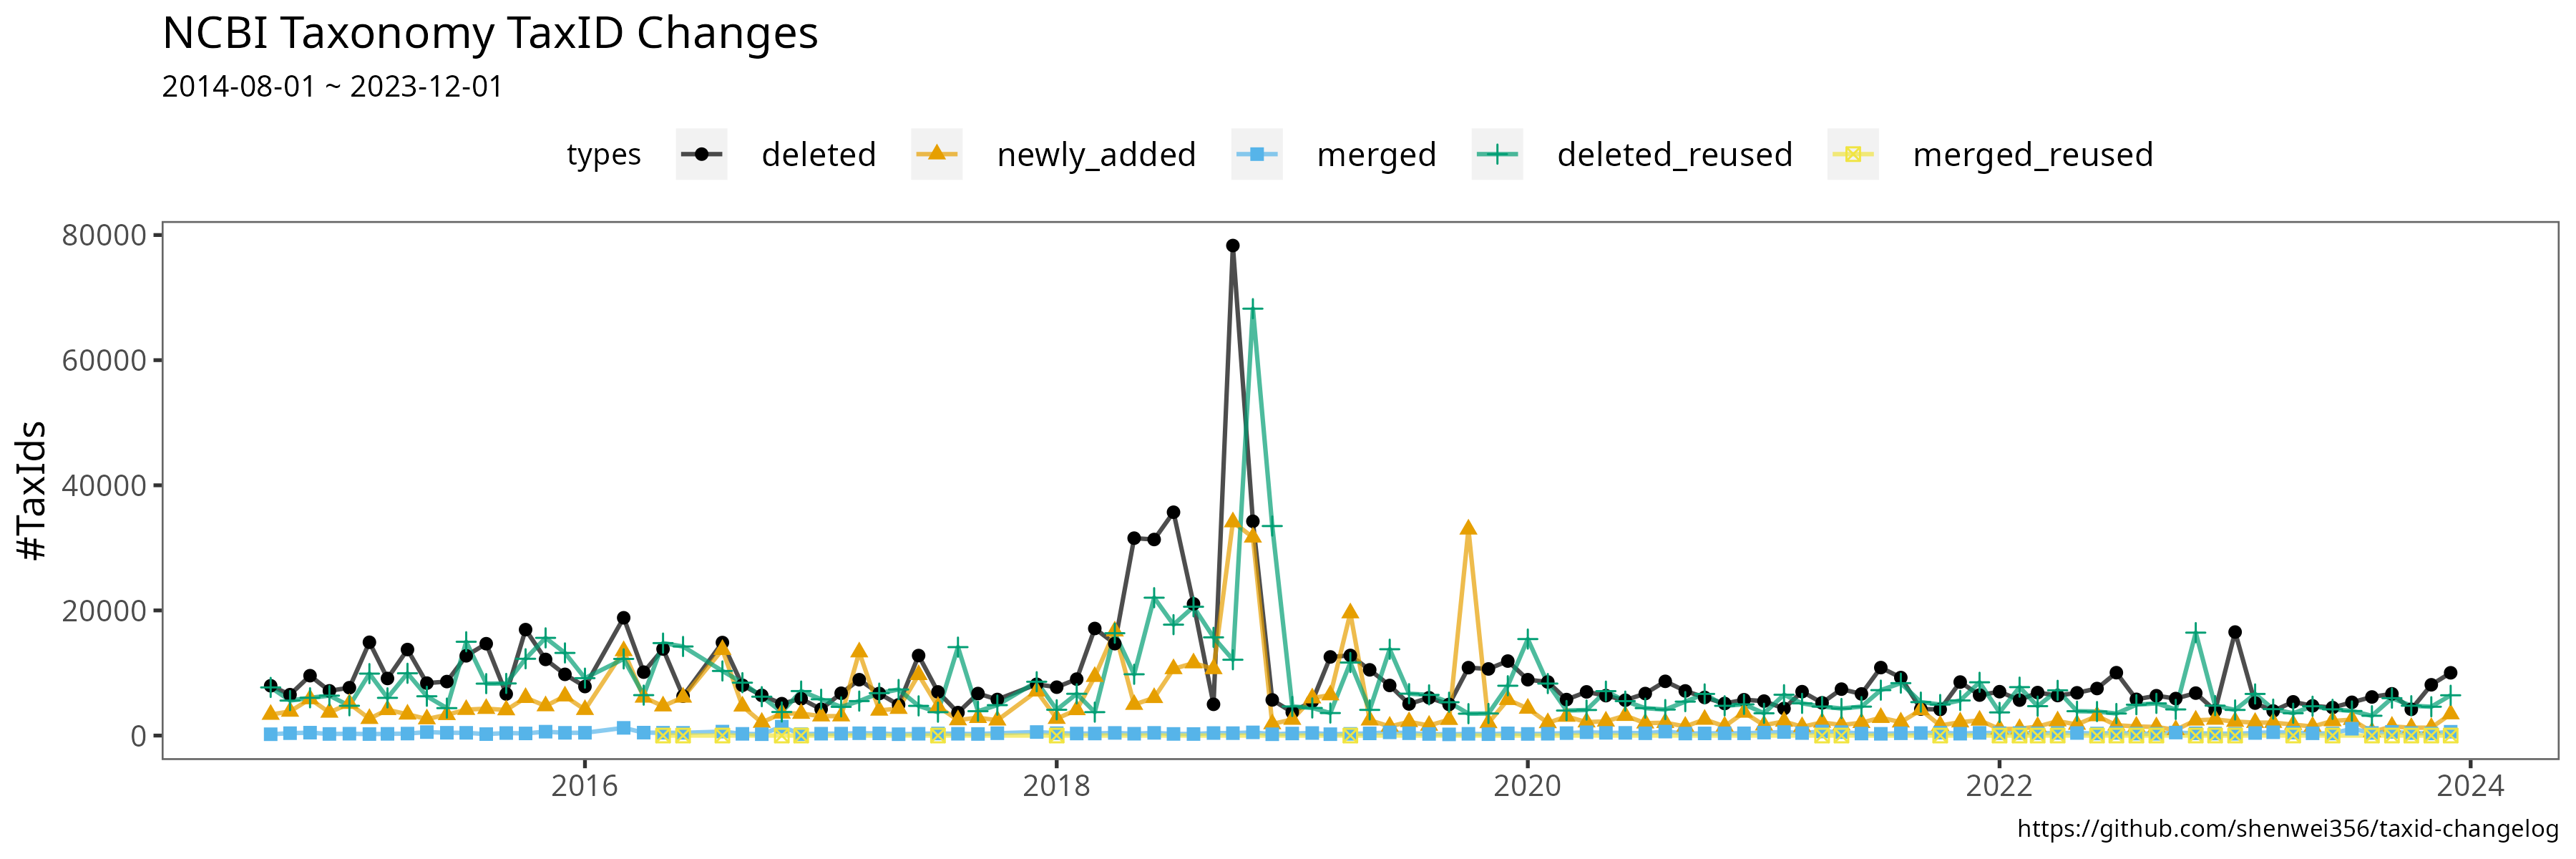 NCBI Taxonomy TaxID Changes
2014-08-01 ~ 2023-12-01
types deleted newly_added merged deleted_reused merged_reused
80000
60000
40000
20000
0
#TaxIds
2016 2018 2020 2022 2024
https://github.com/shenwei356/taxid-changelog